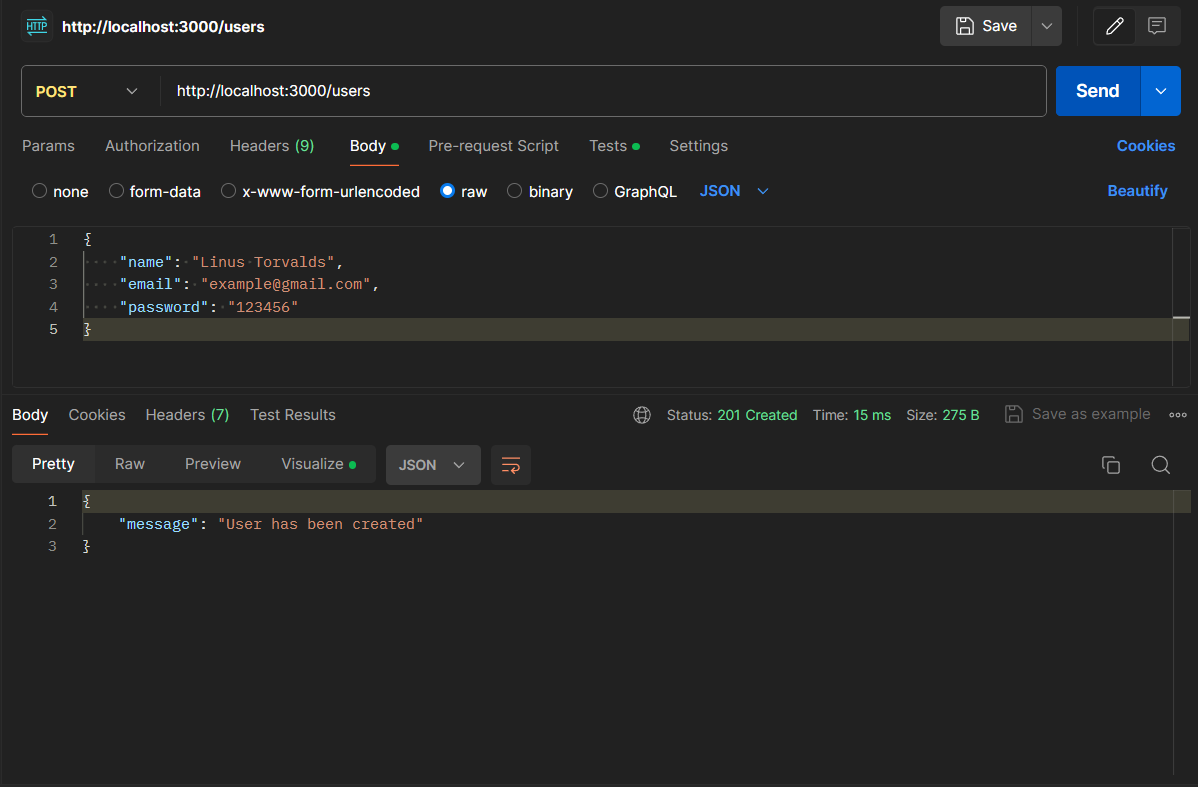 HTTP http://localhost:3000/users Save
POST http://localhost:3000/users Send
Params Authorization Headers (9) Body Pre-request Script Tests Settings Cookies
none form-data x-www-form-urlencoded raw binary GraphQL JSON Beautify
1 {
2 "name": "Linus Torvalds",
3 "email": "example@gmail.com",
4 "password": "123456"
5 }
Body Cookies Headers (7) Test Results Status: 201 Created Time: 15 ms Size: 275 B Save as example
Pretty Raw Preview Visualize JSON
1 {
2 "message": "User has been created"
3 }